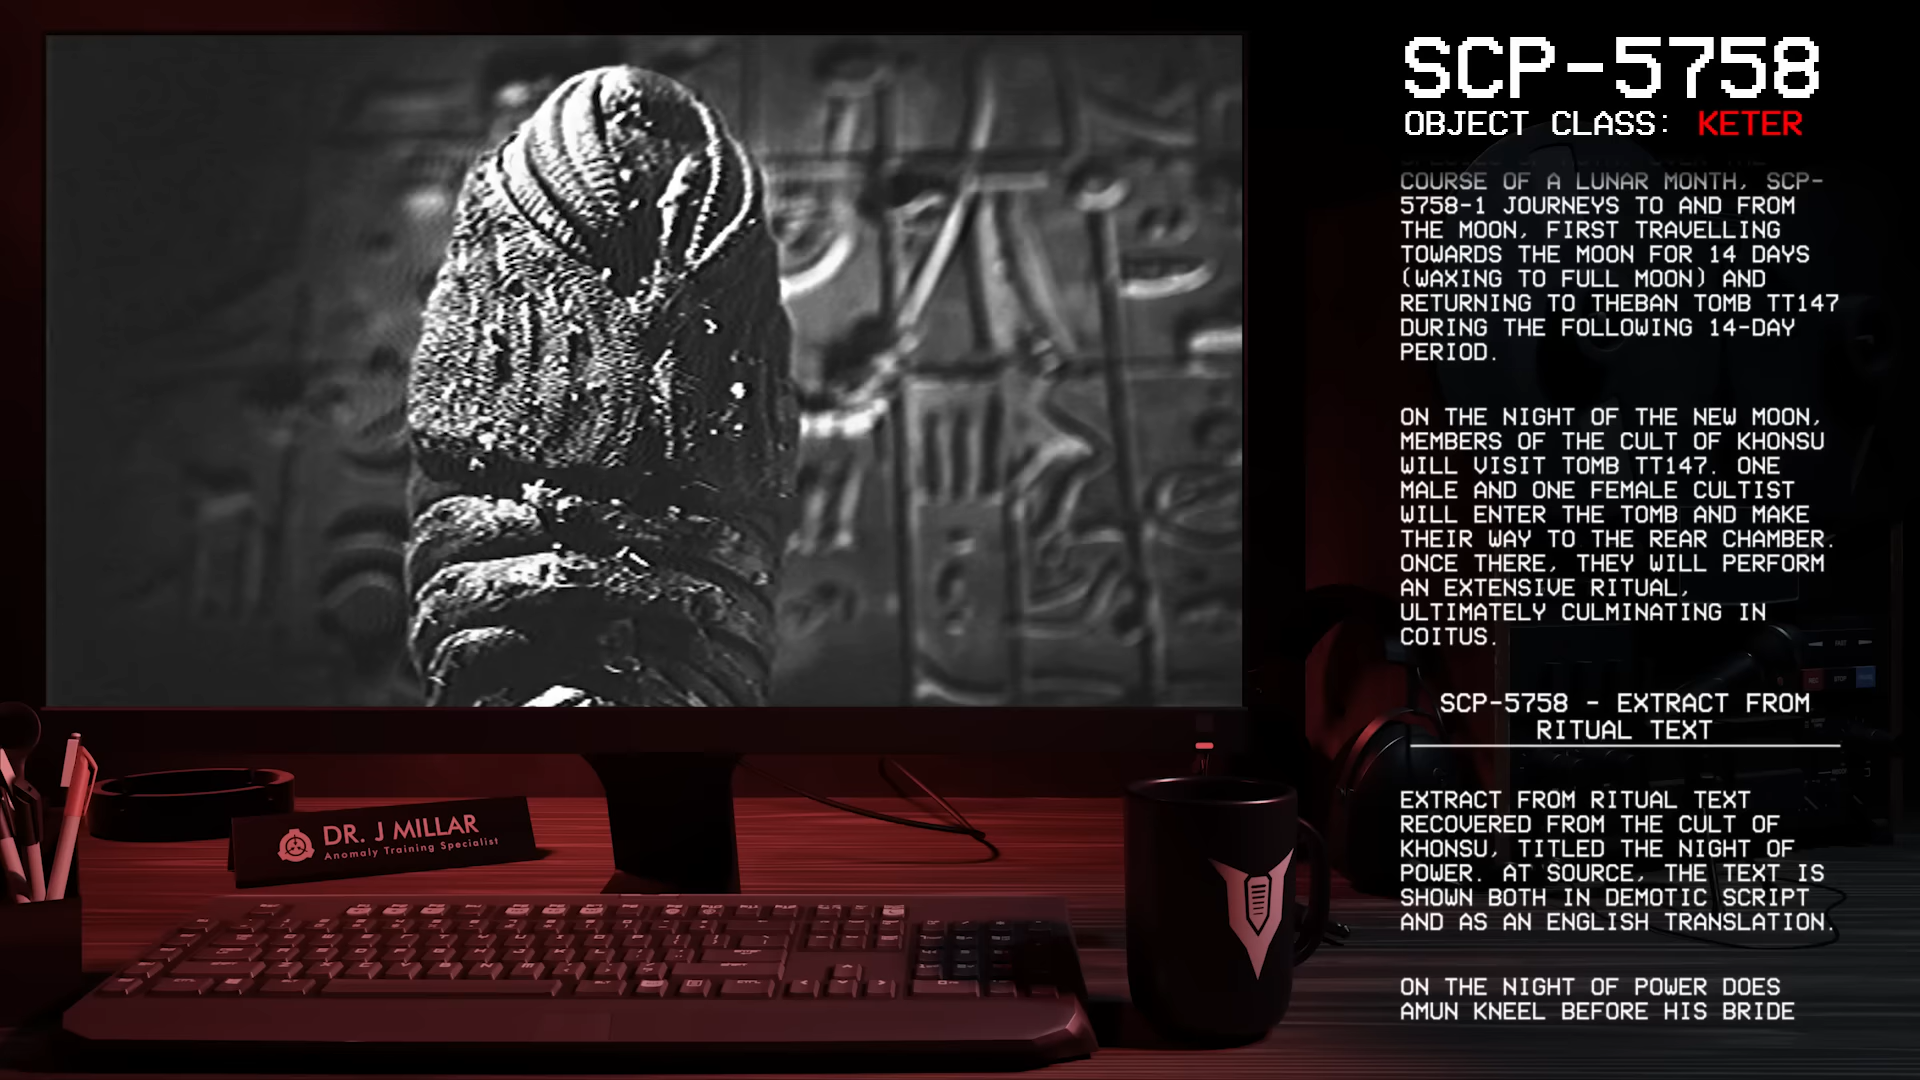 SCP-5758
OBJECT CLASS: KETER
COURSE OF A LUNAR MONTH, SCP-
5758-1 JOURNEYS TO AND FROM
THE MOON, FIRST TRAVELLING
TOWARDS THE MOON FOR 14 DAYS
(WAXING TO FULL MOON) AND
RETURNING TO THEBAN TOMB TT147
DURING THE FOLLOWING 14-DAY
PERIOD.
ON THE NIGHT OF THE NEW MOON,
MEMBERS OF THE CULT OF KHONSU
WILL VISIT TOMB TT147. ONE
MALE AND ONE FEMALE CULTIST
WILL ENTER THE TOMB AND MAKE
THEIR WAY TO THE REAR CHAMBER.
ONCE THERE, THEY WILL PERFORM
AN EXTENSIVE RITUAL,
ULTIMATELY CULMINATING IN
COITUS.
SCP-5758 - EXTRACT FROM
RITUAL TEXT
EXTRACT FROM RITUAL TEXT
RECOVERED FROM THE CULT OF
KHONSU, TITLED THE NIGHT OF
POWER. AT SOURCE, THE TEXT IS
SHOWN BOTH IN DEMOTIC SCRIPT
AND AS AN ENGLISH TRANSLATION.
ON THE NIGHT OF POWER DOES
AMUN KNEEL BEFORE HIS BRIDE
DR. J MILLAR
Anomaly Training Specialist